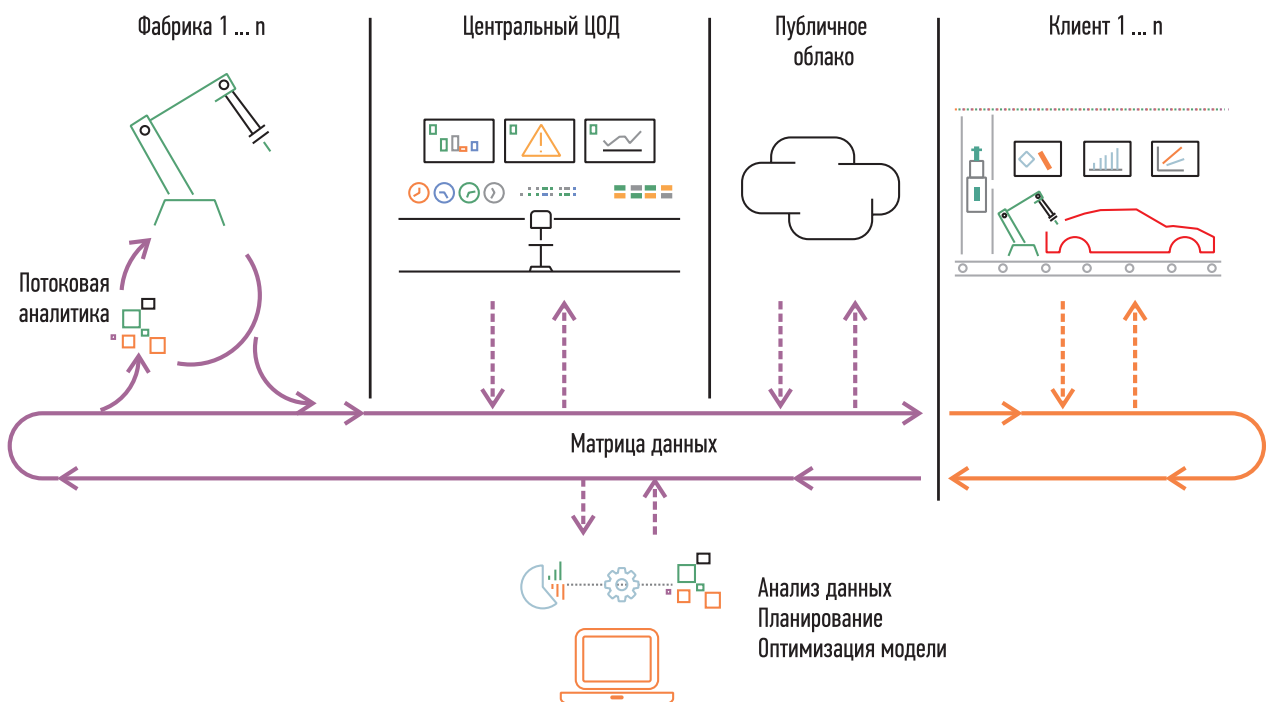 Фабрика 1 ... n
Центральный ЦОД
Публичное
облако
Клиент 1 ... n
Потоковая
аналитика
Матрица данных
Анализ данных
Планирование
Оптимизация модели